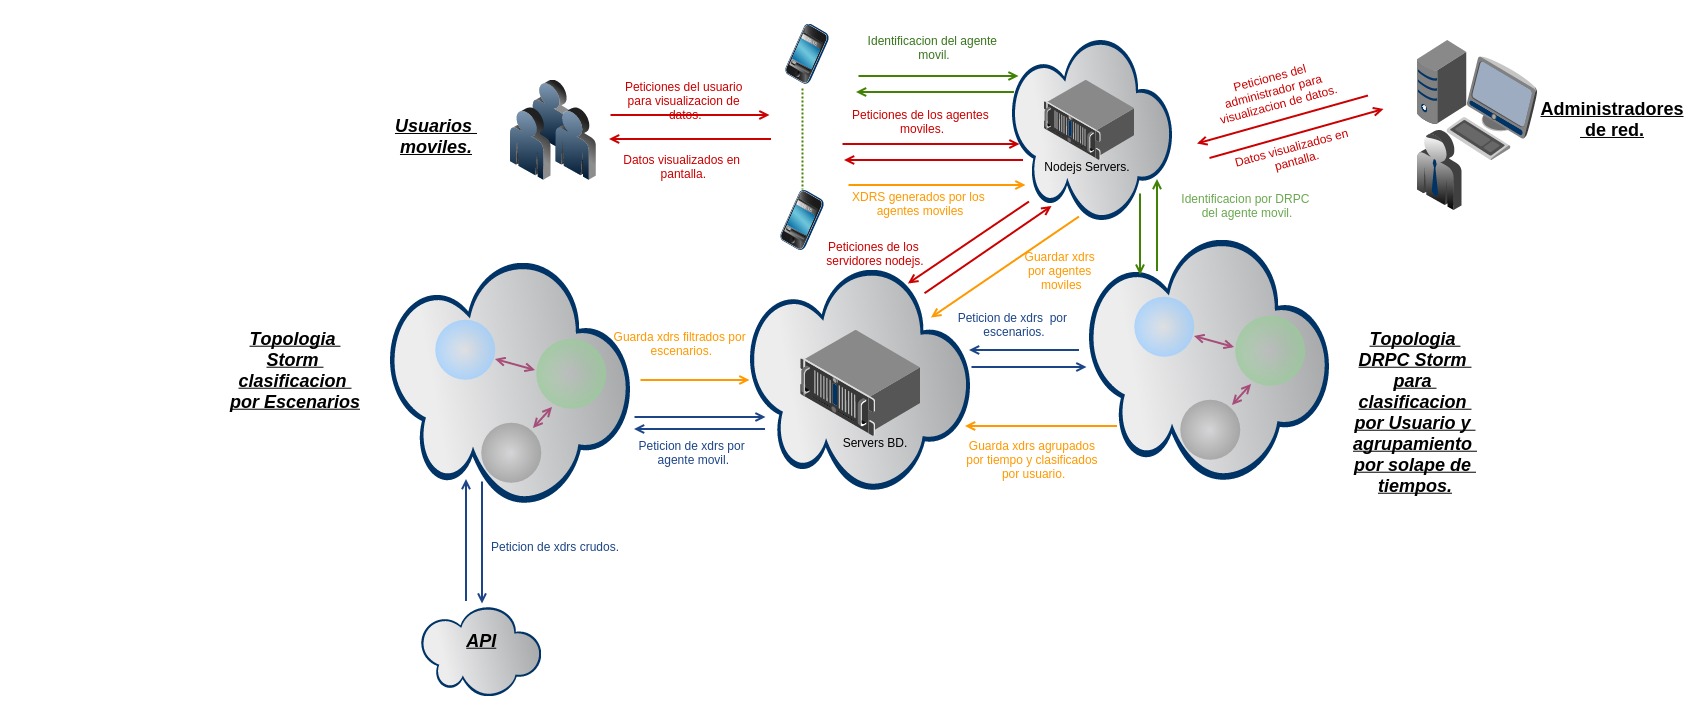 Identificacion del agente
movil.
Peticiones del usuario
para visualizacion de
datos.
Usuarios
moviles.
Datos visualizados en
pantalla.
Peticiones de los agentes
moviles.
XDRS generados por los
agentes moviles
Nodejs Servers.
Peticiones del
administrador para
visualizacion de datos.
Datos visualizados en
pantalla.
Administradores
de red.
Identificacion por DRPC
del agente movil.
Peticiones de los
servidores nodejs.
Guardar xdrs
por agentes
moviles
Topologia
Storm
clasificacion
por Escenarios
Guarda xdrs filtrados por
escenarios.
Peticion de xdrs por
agente movil.
Servers BD.
Peticion de xdrs  por
escenarios.
Guarda xdrs agrupados
por tiempo y clasificados
por usuario.
Topologia
DRPC Storm
para
clasificacion
por Usuario y
agrupamiento
por solape de
tiempos.
Peticion de xdrs crudos.
API